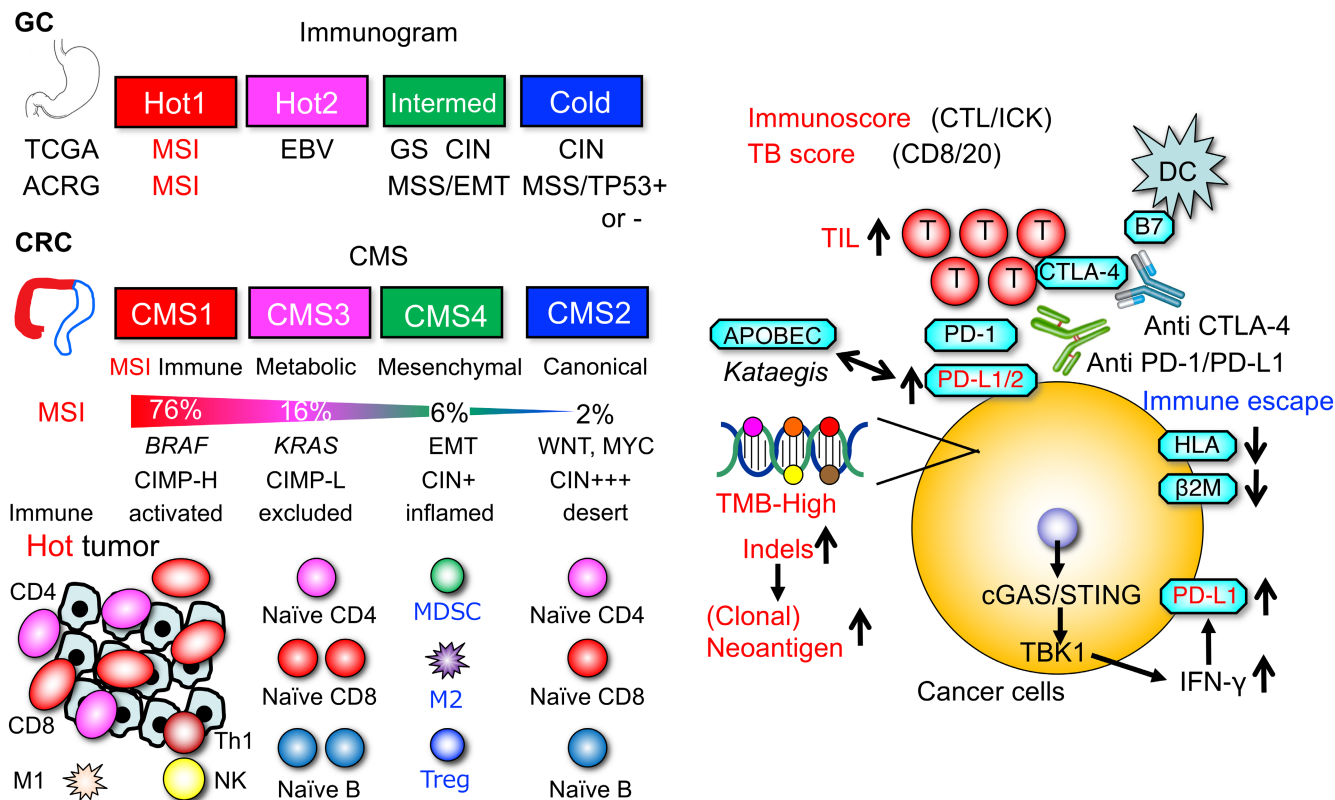 GC
Immunogram
Hot1 Hot2 Intermed Cold
TCGA MSI EBV GS CIN CIN
ACRG MSI MSS/EMT MSS/TP53+
or -
CRC
CMS
CMS1 CMS3 CMS4 CMS2
MSI Immune Metabolic Mesenchymal Canonical
MSI 76% 16% 6% 2%
BRAF KRAS EMT WNT, MYC
CIMP-H CIMP-L CIN+ CIN+++
Immune activated excluded inflamed desert
Hot tumor
CD4
CD8
Th1
M1 NK
Naïve CD4 MDSC Naïve CD4
Naïve CD8 M2 Naïve CD8
Naïve B Treg Naïve B
Immunoscore (CTL/ICK)
TB score (CD8/20)
DC
B7
TIL T T T
T T CTLA-4
Anti CTLA-4
APOBEC PD-1
Anti PD-1/PD-L1
Kataegis PD-L1/2
Immune escape
HLA
β2M
TMB-High
Indels
(Clonal)
Neoantigen
cGAS/STING PD-L1
TBK1
IFN-γ
Cancer cells